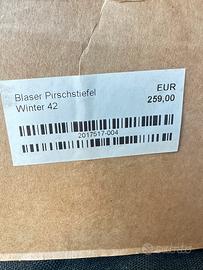 Blaser Pirschstiefel
Winter 42
EUR
259,00
2017517-004